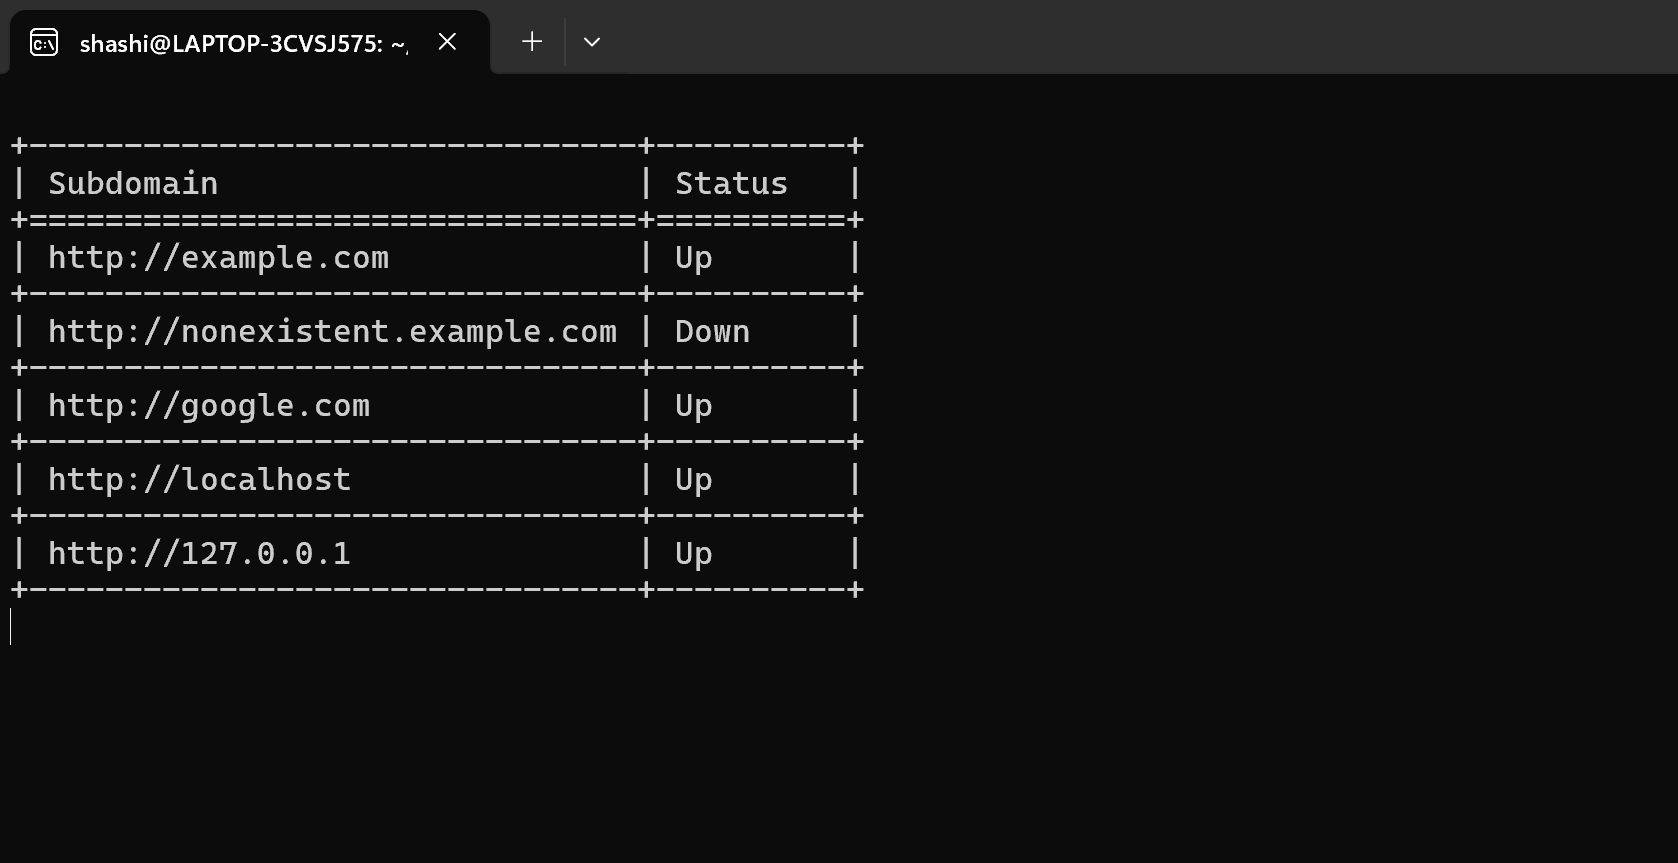 shashi@LAPTOP-3CVSJ575: ~/
+--------------------------------+----------+
| Subdomain                      | Status   |
+================================+==========+
| http://example.com             | Up       |
+--------------------------------+----------+
| http://nonexistent.example.com | Down     |
+--------------------------------+----------+
| http://google.com              | Up       |
+--------------------------------+----------+
| http://localhost               | Up       |
+--------------------------------+----------+
| http://127.0.0.1               | Up       |
+--------------------------------+----------+